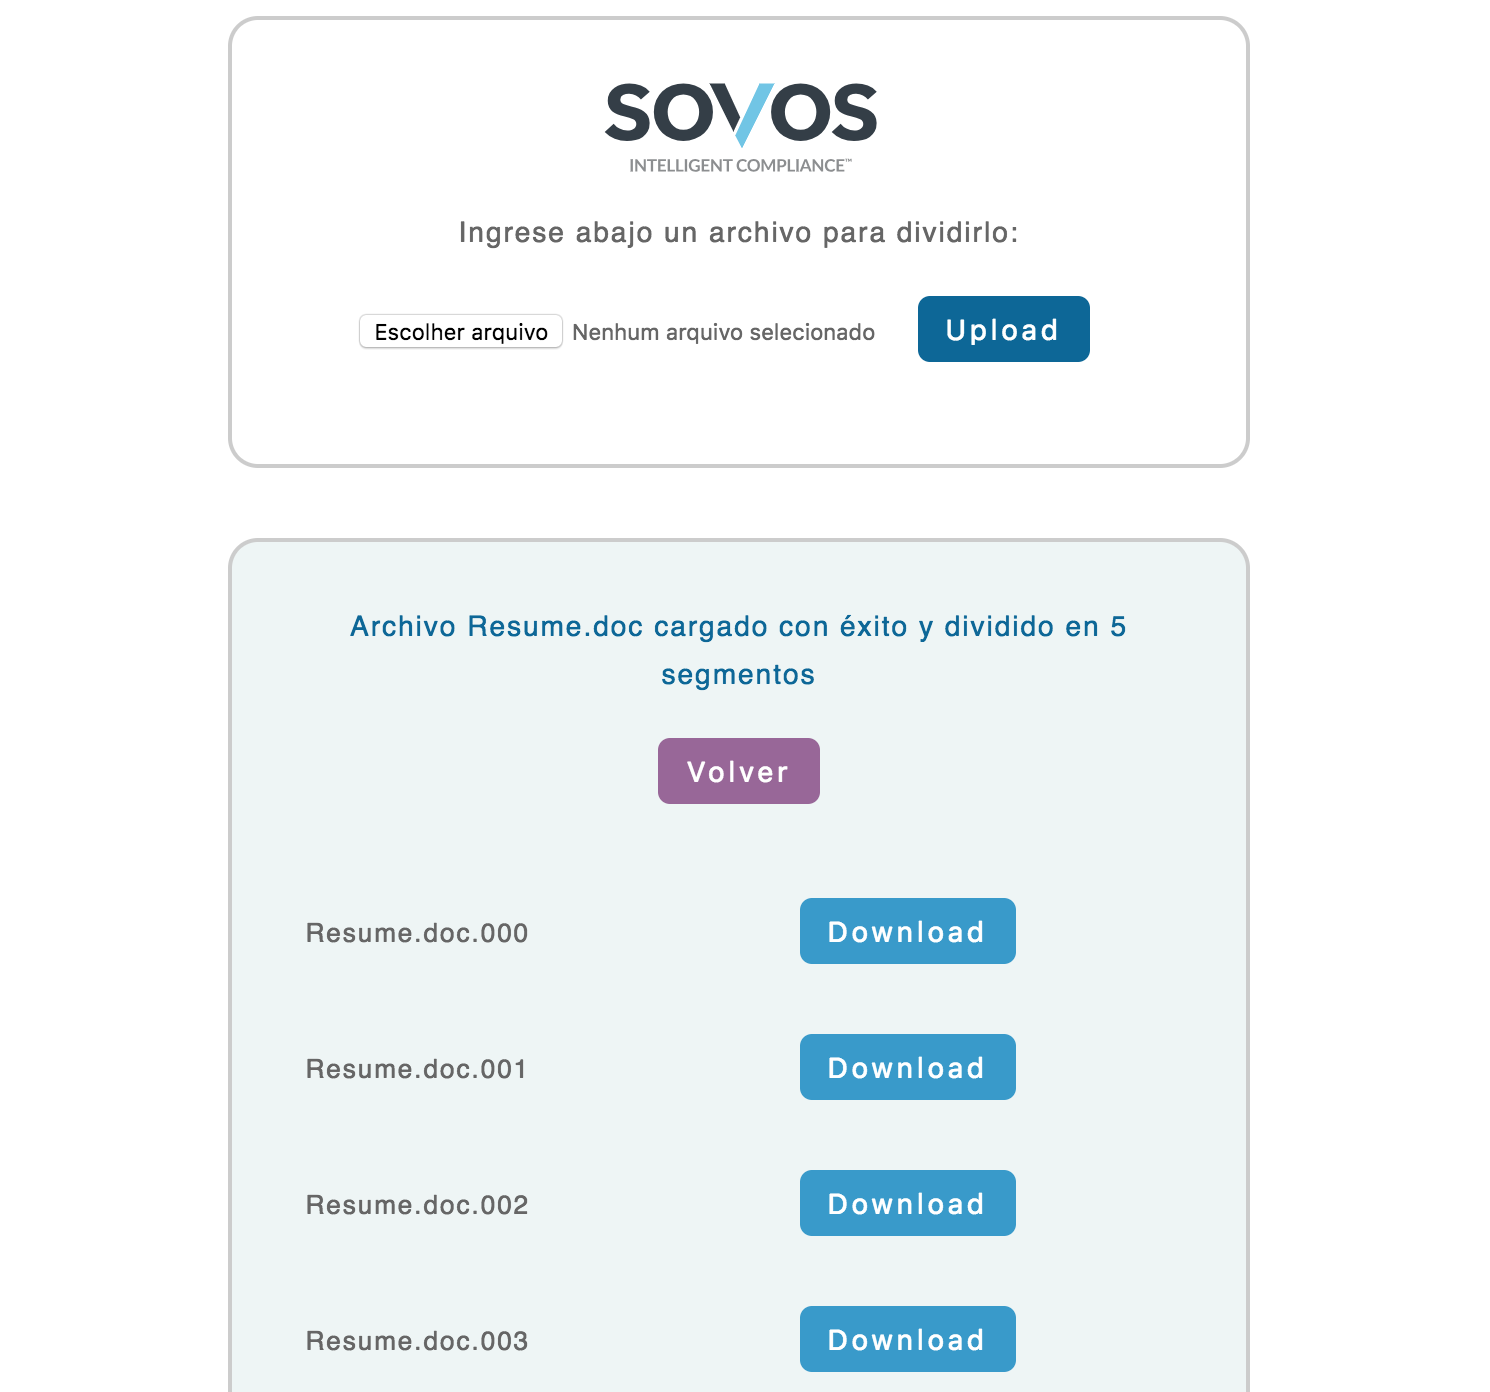 SOVOS
INTELLIGENT COMPLIANCE™
Ingrese abajo un archivo para dividirlo:
Escolher arquivo Nenhum arquivo selecionado Upload
Archivo Resume.doc cargado con éxito y dividido en 5
segmentos
Volver
Resume.doc.000 Download
Resume.doc.001 Download
Resume.doc.002 Download
Resume.doc.003 Download